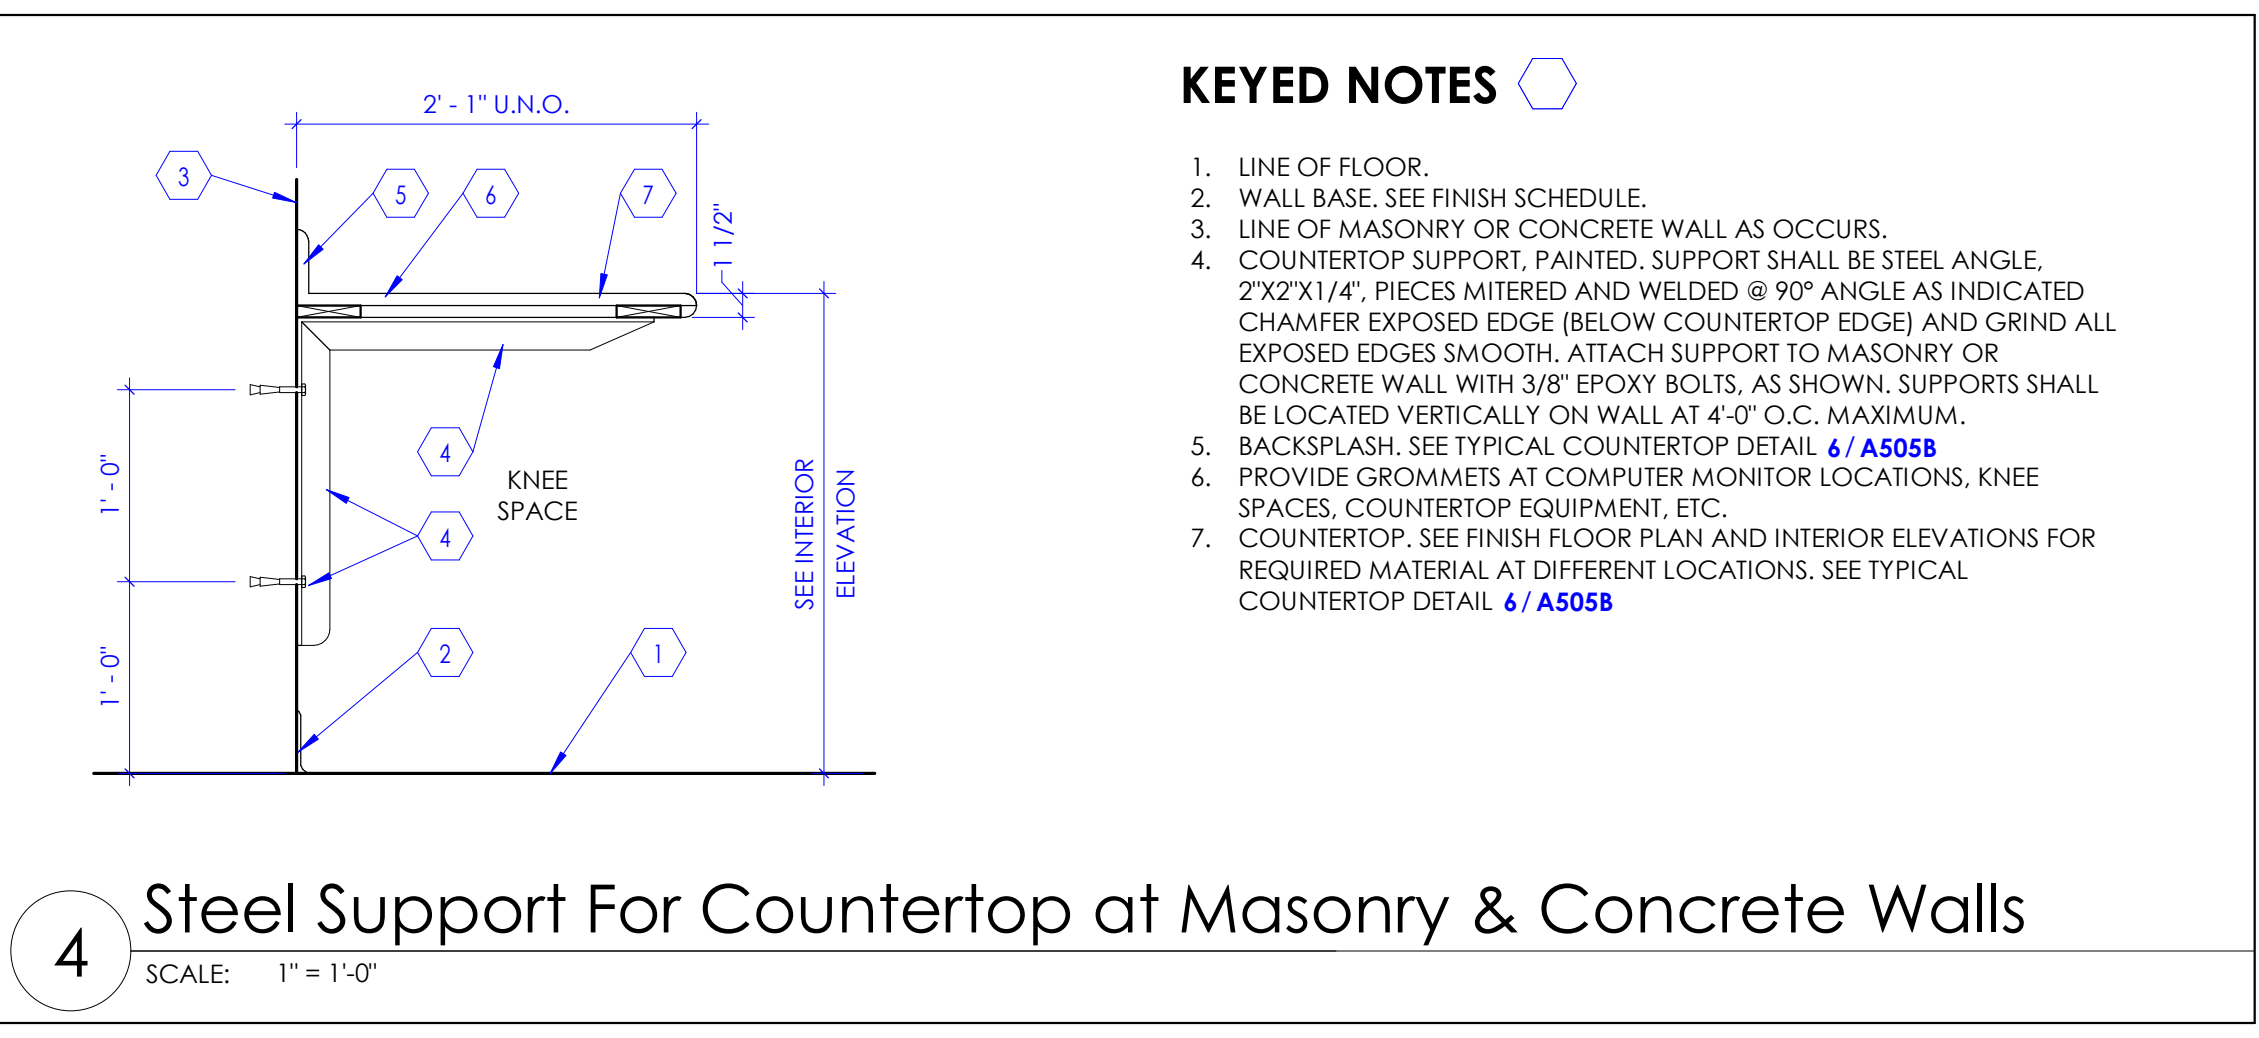 2' - 1" U.N.O.
3
5
6
7
1 1/2"
4
KNEE
SPACE
1' - 0"
4
SEE INTERIOR
ELEVATION
1' - 0"
2
1
KEYED NOTES
1. LINE OF FLOOR.
2. WALL BASE. SEE FINISH SCHEDULE.
3. LINE OF MASONRY OR CONCRETE WALL AS OCCURS.
4. COUNTERTOP SUPPORT, PAINTED. SUPPORT SHALL BE STEEL ANGLE,
2"X2"X1/4", PIECES MITERED AND WELDED @ 90° ANGLE AS INDICATED
CHAMFER EXPOSED EDGE (BELOW COUNTERTOP EDGE) AND GRIND ALL
EXPOSED EDGES SMOOTH. ATTACH SUPPORT TO MASONRY OR
CONCRETE WALL WITH 3/8" EPOXY BOLTS, AS SHOWN. SUPPORTS SHALL
BE LOCATED VERTICALLY ON WALL AT 4'-0" O.C. MAXIMUM.
5. BACKSPLASH. SEE TYPICAL COUNTERTOP DETAIL 6 / A505B
6. PROVIDE GROMMETS AT COMPUTER MONITOR LOCATIONS, KNEE
SPACES, COUNTERTOP EQUIPMENT, ETC.
7. COUNTERTOP. SEE FINISH FLOOR PLAN AND INTERIOR ELEVATIONS FOR
REQUIRED MATERIAL AT DIFFERENT LOCATIONS. SEE TYPICAL
COUNTERTOP DETAIL 6 / A505B
4
Steel Support For Countertop at Masonry & Concrete Walls
SCALE: 1" = 1'-0"